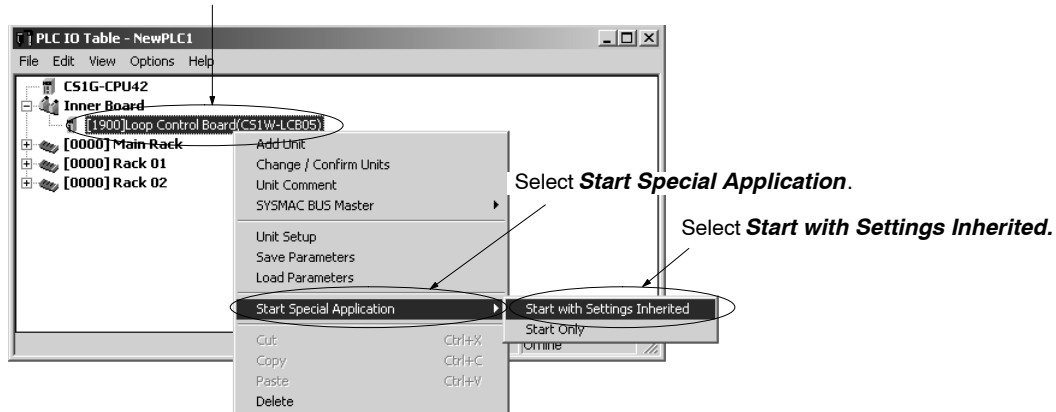 PLC IO Table - NewPLC1
File Edit View Options Help
CS1G-CPU42
Inner Board
[1900]Loop Control Board(CS1W-LCB05)
[0000] Main Rack
[0000] Rack 01
[0000] Rack 02
Add Unit
Change / Confirm Units
Unit Comment
SYSMAC BUS Master
Unit Setup
Save Parameters
Load Parameters
Start Special Application
Cut Ctrl+X
Copy Ctrl+C
Paste Ctrl+V
Delete
Select Start Special Application.
Select Start with Settings Inherited.
Start with Settings Inherited
Start Only
Offline